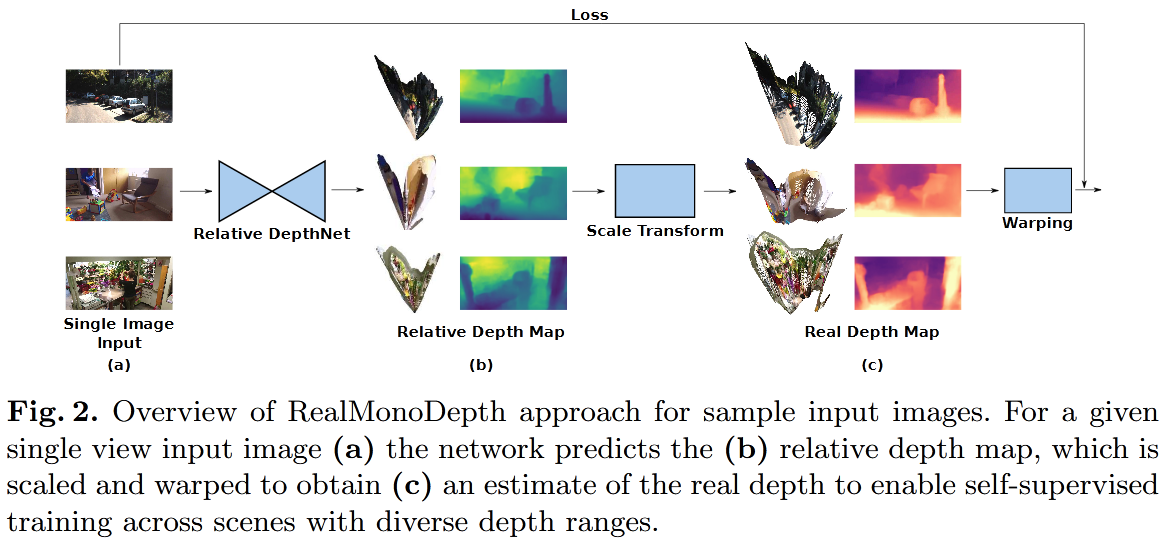 Loss
Relative DepthNet
Scale Transform
Warping
Single Image
Input
Relative Depth Map
Real Depth Map
(a)
(b)
(c)
Fig. 2. Overview of RealMonoDepth approach for sample input images. For a given
single view input image (a) the network predicts the (b) relative depth map, which is
scaled and warped to obtain (c) an estimate of the real depth to enable self-supervised
training across scenes with diverse depth ranges.